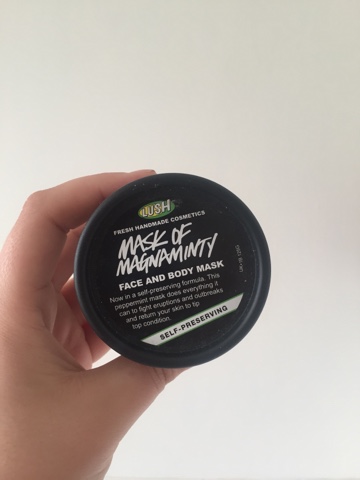 LUSH
FRESH HANDMADE COSMETICS
MASK OF
MAGNAMINTY
FACE AND BODY MASK
Now in a self-preserving formula. This
peppermint mask does everything it
can to fight eruptions and outbreaks
and return your skin to tip
top condition.
SELF-PRESERVING